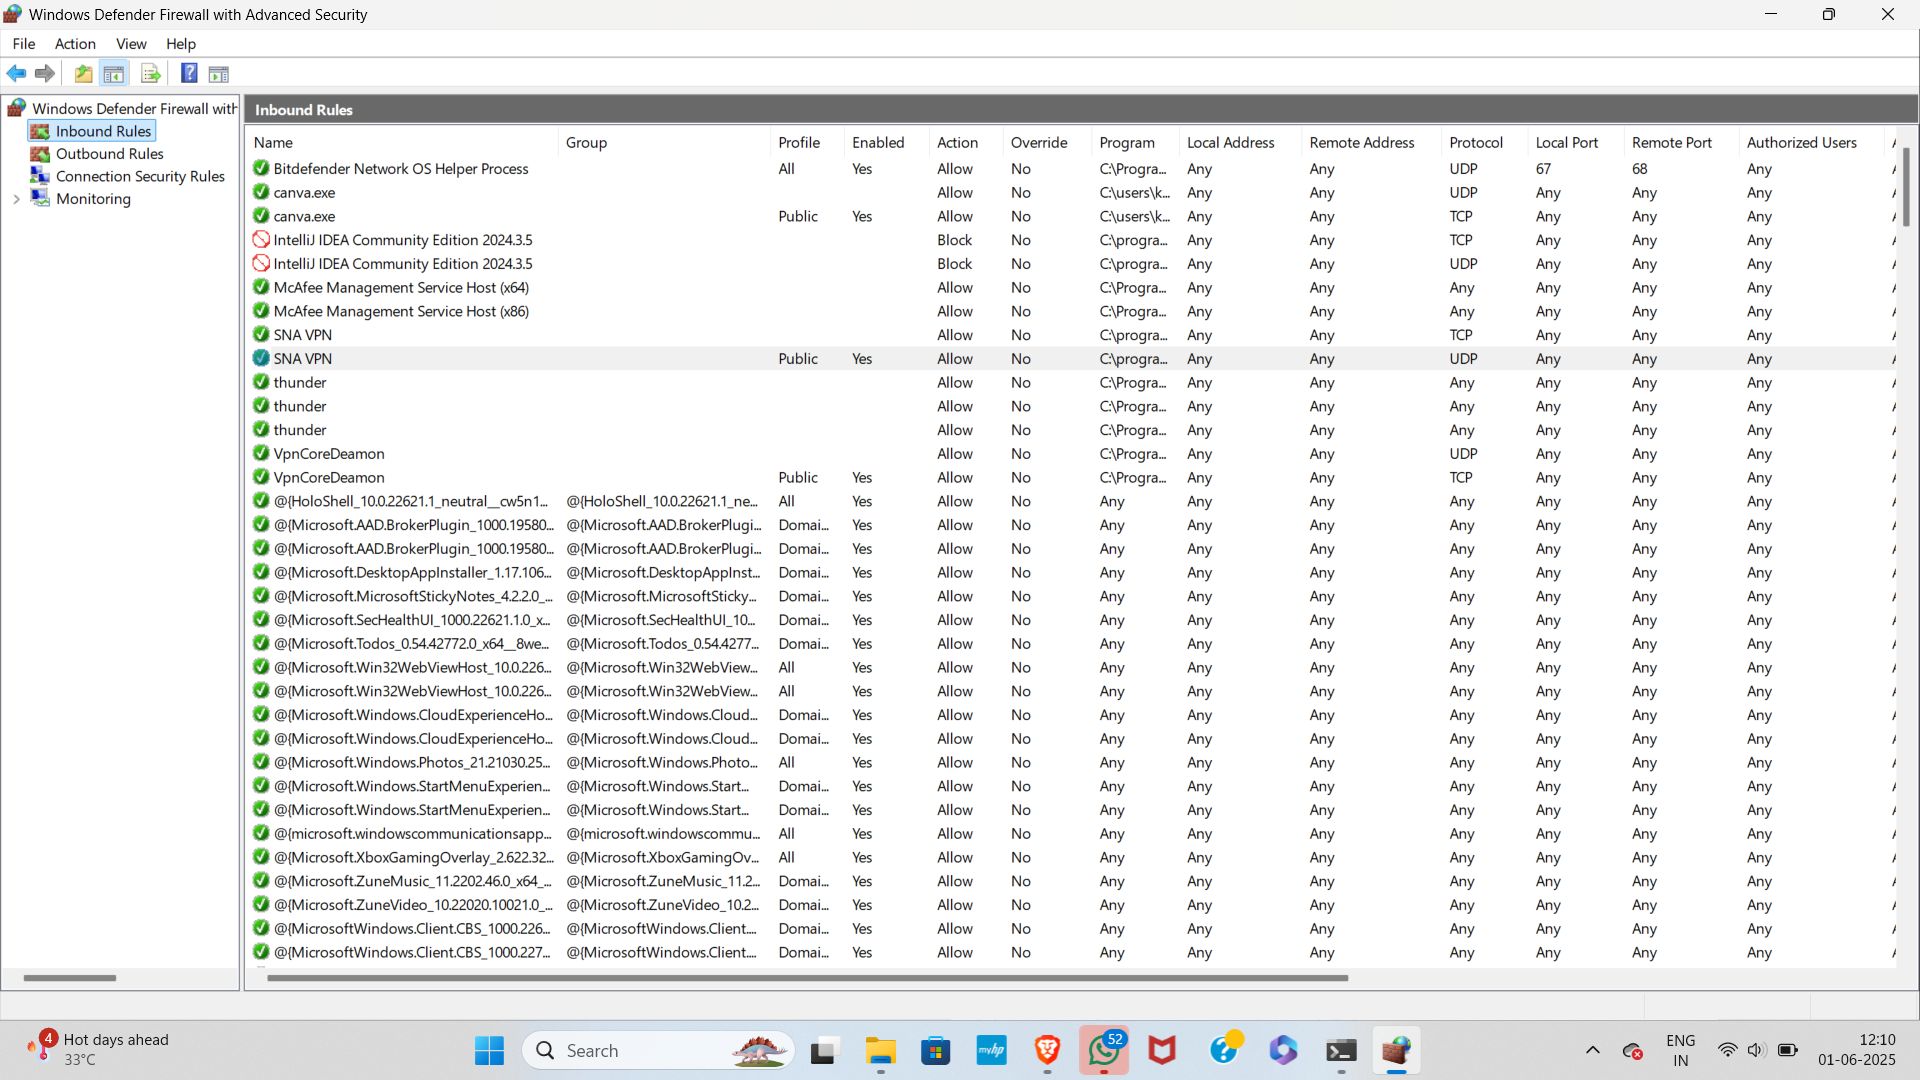 Windows Defender Firewall with Advanced Security
File Action View Help
Windows Defender Firewall with
Inbound Rules
Outbound Rules
Connection Security Rules
Monitoring
Inbound Rules
Name Group Profile Enabled Action Override Program Local Address Remote Address Protocol Local Port Remote Port Authorized Users
Bitdefender Network OS Helper Process All Yes Allow No C:\Progra... Any Any UDP 67 68 Any
canva.exe Allow No C:\users\k... Any Any UDP Any Any Any
canva.exe Public Yes Allow No C:\users\k... Any Any TCP Any Any Any
IntelliJ IDEA Community Edition 2024.3.5 Block No C:\progra... Any Any TCP Any Any Any
IntelliJ IDEA Community Edition 2024.3.5 Block No C:\progra... Any Any UDP Any Any Any
McAfee Management Service Host (x64) Allow No C:\Progra... Any Any Any Any Any Any
McAfee Management Service Host (x86) Allow No C:\Progra... Any Any Any Any Any Any
SNA VPN Allow No C:\progra... Any Any TCP Any Any Any
SNA VPN Public Yes Allow No C:\progra... Any Any UDP Any Any Any
thunder Allow No C:\Progra... Any Any Any Any Any Any
thunder Allow No C:\Progra... Any Any Any Any Any Any
thunder Allow No C:\Progra... Any Any Any Any Any Any
VpnCoreDeamon Allow No C:\Progra... Any Any UDP Any Any Any
VpnCoreDeamon Public Yes Allow No C:\Progra... Any Any TCP Any Any Any
@{HoloShell_10.0.22621.1_neutral__cw5n1... @{HoloShell_10.0.22621.1_ne... All Yes Allow No Any Any Any Any Any Any Any
@{Microsoft.AAD.BrokerPlugin_1000.19580... @{Microsoft.AAD.BrokerPlugi... Domai... Yes Allow No Any Any Any Any Any Any Any
@{Microsoft.AAD.BrokerPlugin_1000.19580... @{Microsoft.AAD.BrokerPlugi... Domai... Yes Allow No Any Any Any Any Any Any Any
@{Microsoft.DesktopAppInstaller_1.17.106... @{Microsoft.DesktopAppInst... Domai... Yes Allow No Any Any Any Any Any Any Any
@{Microsoft.MicrosoftStickyNotes_4.2.2.0_... @{Microsoft.MicrosoftSticky... Domai... Yes Allow No Any Any Any Any Any Any Any
@{Microsoft.SecHealthUI_1000.22621.1.0_x... @{Microsoft.SecHealthUI_10... Domai... Yes Allow No Any Any Any Any Any Any Any
@{Microsoft.Todos_0.54.42772.0_x64__8we... @{Microsoft.Todos_0.54.4277... Domai... Yes Allow No Any Any Any Any Any Any Any
@{Microsoft.Win32WebViewHost_10.0.226... @{Microsoft.Win32WebView... All Yes Allow No Any Any Any Any Any Any Any
@{Microsoft.Win32WebViewHost_10.0.226... @{Microsoft.Win32WebView... All Yes Allow No Any Any Any Any Any Any Any
@{Microsoft.Windows.CloudExperienceHo... @{Microsoft.Windows.Cloud... Domai... Yes Allow No Any Any Any Any Any Any Any
@{Microsoft.Windows.CloudExperienceHo... @{Microsoft.Windows.Cloud... Domai... Yes Allow No Any Any Any Any Any Any Any
@{Microsoft.Windows.Photos_21.21030.25... @{Microsoft.Windows.Photo... All Yes Allow No Any Any Any Any Any Any Any
@{Microsoft.Windows.StartMenuExperien... @{Microsoft.Windows.Start... Domai... Yes Allow No Any Any Any Any Any Any Any
@{Microsoft.Windows.StartMenuExperien... @{Microsoft.Windows.Start... Domai... Yes Allow No Any Any Any Any Any Any Any
@{microsoft.windowscommunicationsapp... @{microsoft.windowscommu... All Yes Allow No Any Any Any Any Any Any Any
@{Microsoft.XboxGamingOverlay_2.622.32... @{Microsoft.XboxGamingOv... All Yes Allow No Any Any Any Any Any Any Any
@{Microsoft.ZuneMusic_11.2202.46.0_x64_... @{Microsoft.ZuneMusic_11.2... Domai... Yes Allow No Any Any Any Any Any Any Any
@{Microsoft.ZuneVideo_10.22020.10021.0_... @{Microsoft.ZuneVideo_10.2... Domai... Yes Allow No Any Any Any Any Any Any Any
@{MicrosoftWindows.Client.CBS_1000.226... @{MicrosoftWindows.Client.... Domai... Yes Allow No Any Any Any Any Any Any Any
@{MicrosoftWindows.Client.CBS_1000.227... @{MicrosoftWindows.Client.... Domai... Yes Allow No Any Any Any Any Any Any Any
4 Hot days ahead
33°C
Search
myhp
52
ENG
IN
12:10
01-06-2025